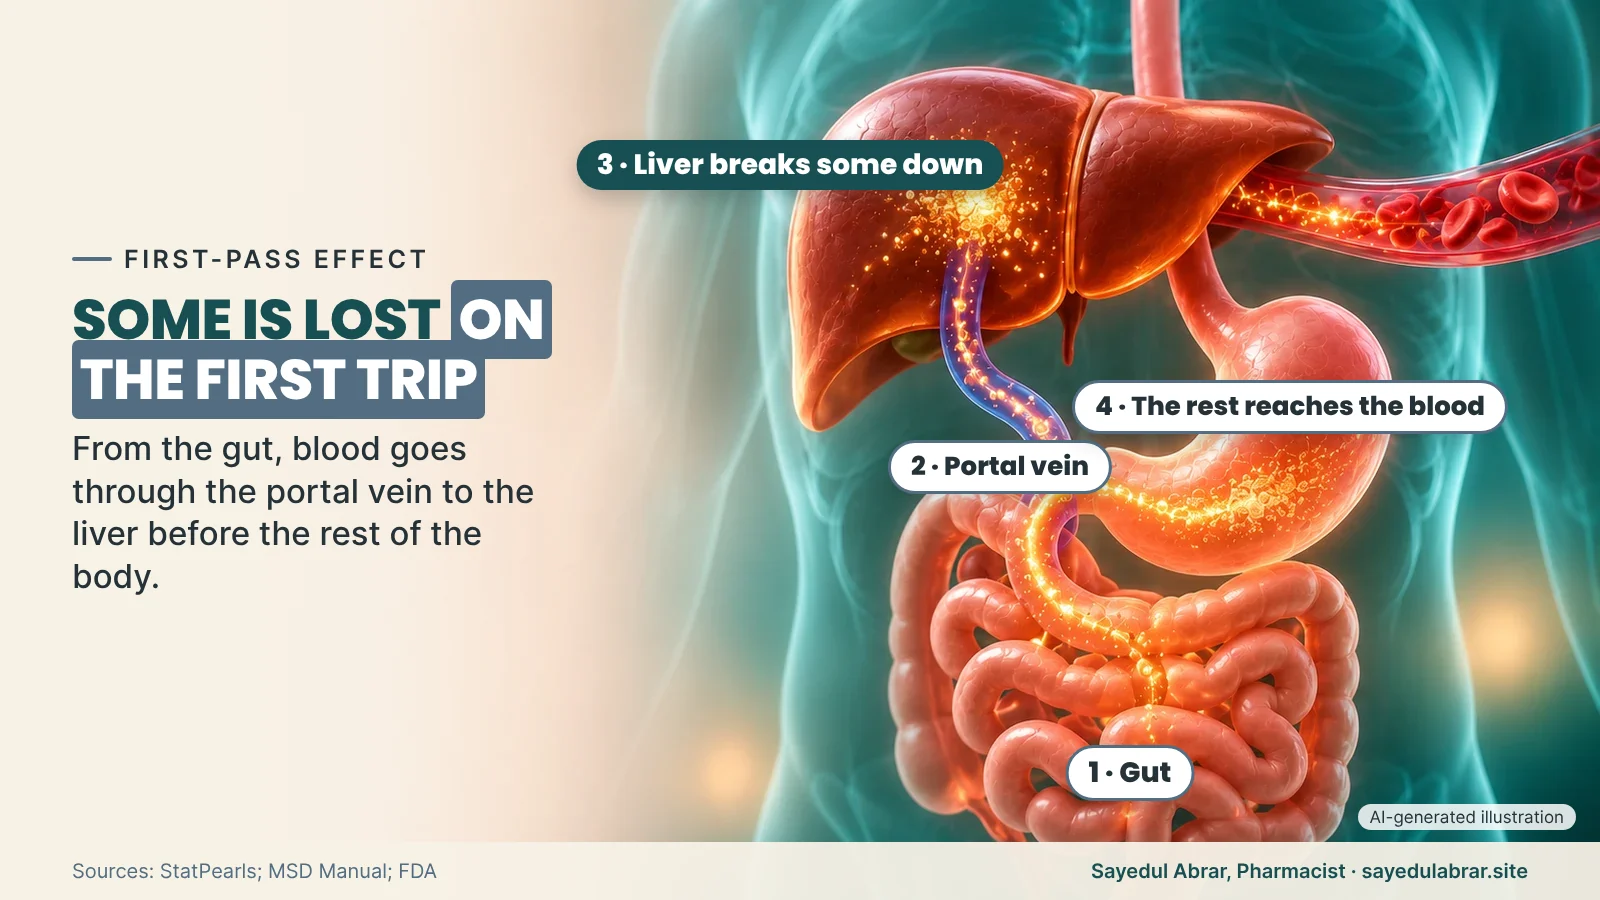 FIRST-PASS EFFECT
SOME IS LOST ON
THE FIRST TRIP
From the gut, blood goes
through the portal vein to the
liver before the rest of the
body.
3 · Liver breaks some down
4 · The rest reaches the blood
2 · Portal vein
1 · Gut
AI-generated illustration
Sources: StatPearls; MSD Manual; FDA
Sayedul Abrar, Pharmacist · sayedulabrar.site